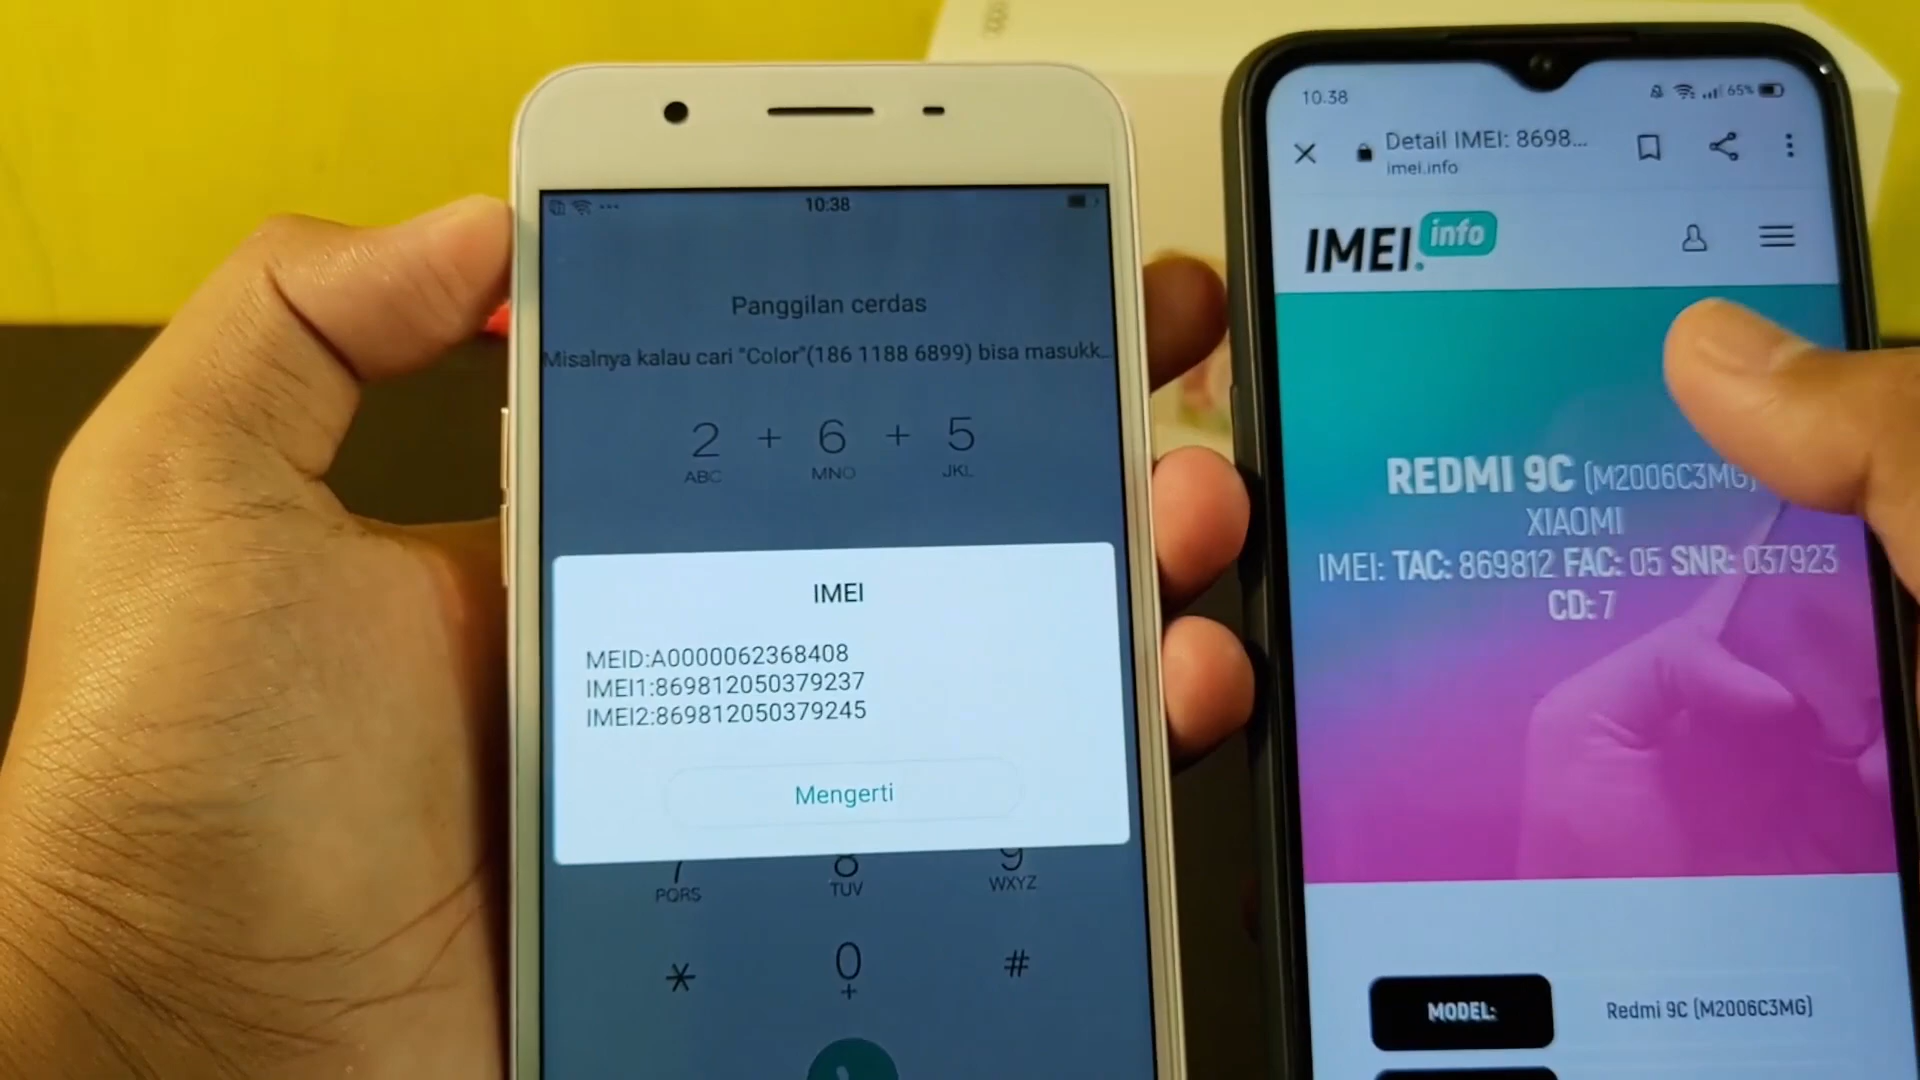 10:38
Panggilan cerdas
Misalnya kalau cari "Color"(186 1188 6899) bisa masukk...
2 + 6 + 5
ABC MNO JKL
IMEI
MEID:A0000062368408
IMEI1:869812050379237
IMEI2:869812050379245
Mengerti
7 8 9
PQRS TUV WXYZ
* 0 #
+
10.38
65%
Detail IMEI: 8698...
imei.info
IMEI.info
REDMI 9C (M2006C3MG)
XIAOMI
IMEI: TAC: 869812 FAC: 05 SNR: 037923
CD: 7
MODEL: Redmi 9C (M2006C3MG)